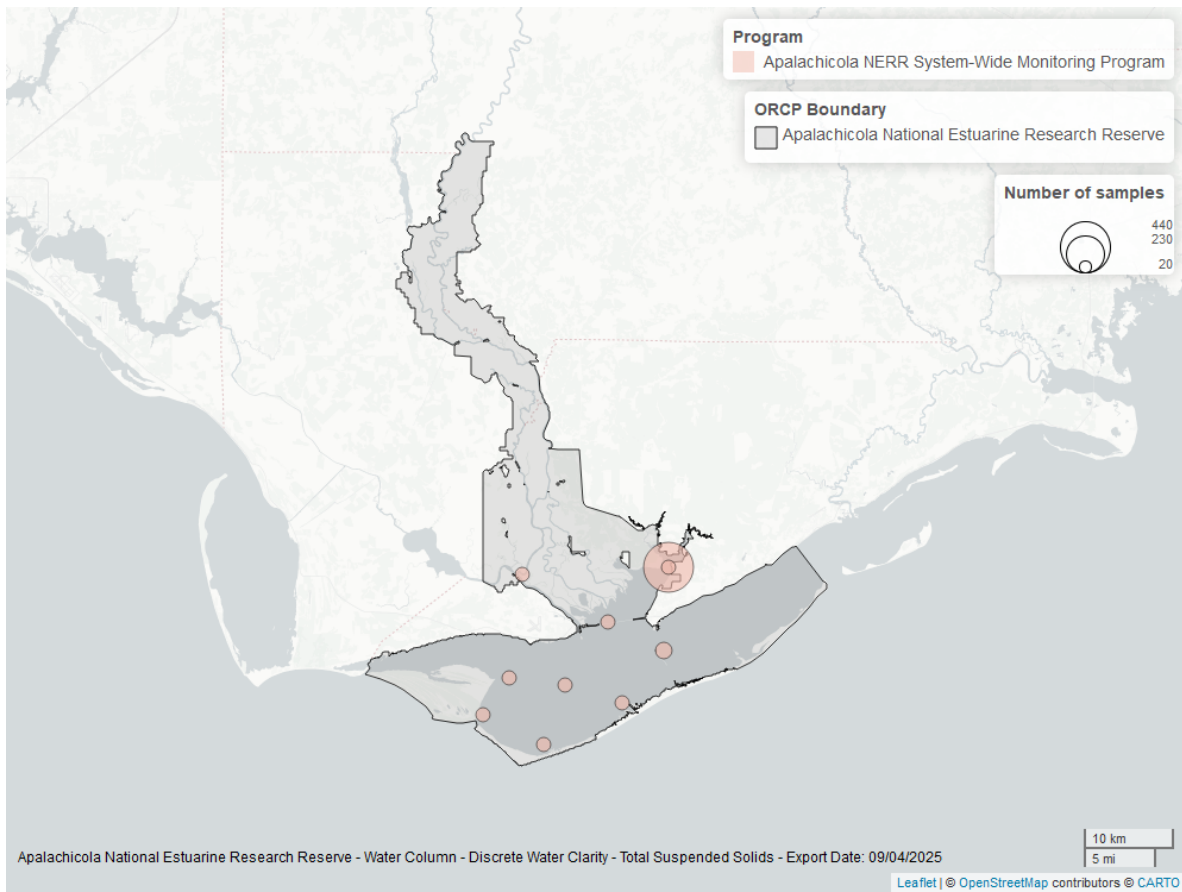 Program
Apalachicola NERR System-Wide Monitoring Program
ORCP Boundary
Apalachicola National Estuarine Research Reserve
Number of samples
440
230
20
10 km
5 mi
Apalachicola National Estuarine Research Reserve - Water Column - Discrete Water Clarity - Total Suspended Solids - Export Date: 09/04/2025
Leaflet | © OpenStreetMap contributors © CARTO